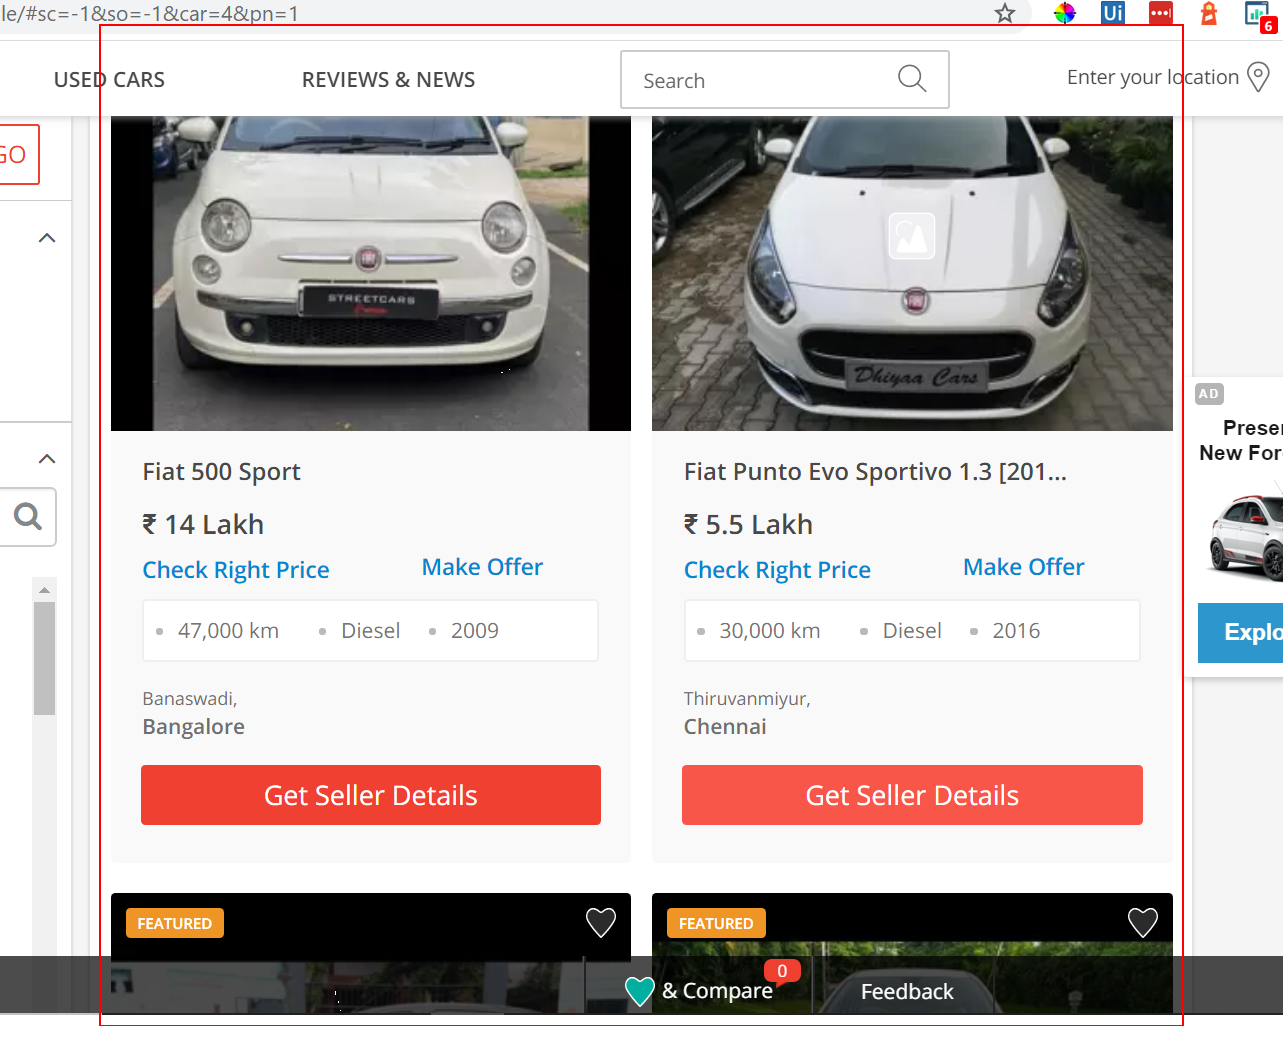 le/#sc=-1&so=-1&car=4&pn=1
Ui
6
USED CARS
REVIEWS & NEWS
Search
Enter your location
GO
STREETCARS
Dhiyaa Cars
AD
Prese
New For
Fiat 500 Sport
Fiat Punto Evo Sportivo 1.3 [201...
₹ 14 Lakh
₹ 5.5 Lakh
Check Right Price
Make Offer
Check Right Price
Make Offer
47,000 km
Diesel
2009
30,000 km
Diesel
2016
Explo
Banaswadi,
Bangalore
Thiruvanmiyur,
Chennai
Get Seller Details
Get Seller Details
FEATURED
FEATURED
0
& Compare
Feedback